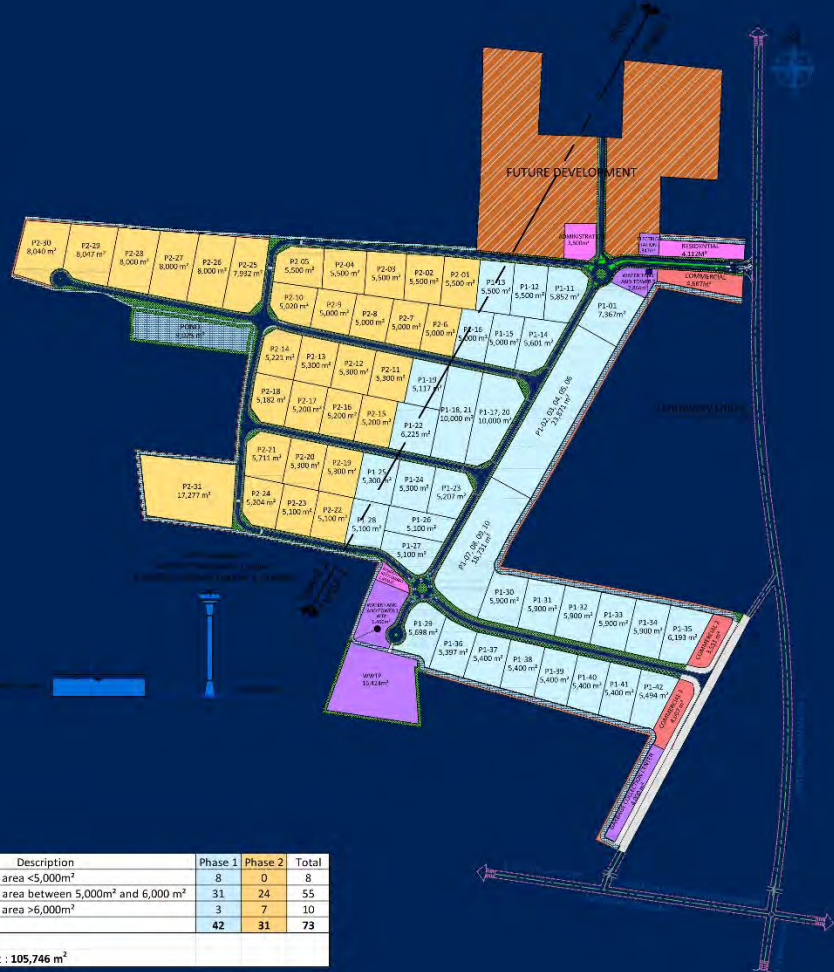 FUTURE DEVELOPMENT
P2-30
8,040 m²
P2-29
8,047 m²
P2-28
8,000 m²
P2-27
8,000 m²
P2-26
8,000 m²
P2-25
7,932 m²
P2-05
5,500 m²
P2-04
5,500 m²
P2-03
5,500 m²
P2-02
5,500 m²
P2-01
5,500 m²
P1-13
5,500 m²
P1-12
5,500 m²
P1-11
5,852 m²
RESIDENTIAL
COMMERCIAL
P1-01
7,367m²
P2-10
5,020 m²
P2-9
5,000 m²
P2-8
5,000 m²
P2-7
5,000 m²
P2-6
5,000 m²
P1-16
5,000 m²
P1-15
5,000 m²
P1-14
5,601 m²
POND
P2-14
5,221 m²
P2-13
5,300 m²
P2-12
5,300 m²
P2-11
5,300 m²
P1-19
5,117 m²
P1-18, 21
10,000 m²
P1-17, 20
10,000 m²
P1-02, 03, 04, 05, 06
P2-18
5,182 m²
P2-17
5,200 m²
P2-16
5,200 m²
P2-15
5,200 m²
P1-22
6,225 m²
P2-21
5,711 m²
P2-20
5,300 m²
P2-19
5,300 m²
P1-25
5,300 m²
P1-24
5,300 m²
P1-23
5,207 m²
P2-31
17,277 m²
P2-24
5,204 m²
P2-23
5,100 m²
P2-22
5,100 m²
P1-28
5,100 m²
P1-26
5,100 m²
P1-27
5,100 m²
P1-07, 08, 09, 10
18,731 m²
P1-30
5,900 m²
P1-31
5,900 m²
P1-32
5,900 m²
P1-33
5,900 m²
P1-34
5,900 m²
P1-35
6,193 m²
COMMERCIAL 2
P1-29
5,698 m²
P1-36
5,397 m²
P1-37
5,400 m²
P1-38
5,400 m²
P1-39
5,400 m²
P1-40
5,400 m²
P1-41
5,400 m²
P1-42
5,494 m²
WWTP
Description Phase 1 Phase 2 Total
area <5,000m² 8 0 8
area between 5,000m² and 6,000 m² 31 24 55
area >6,000m² 3 7 10
42 31 73
: 105,746 m²